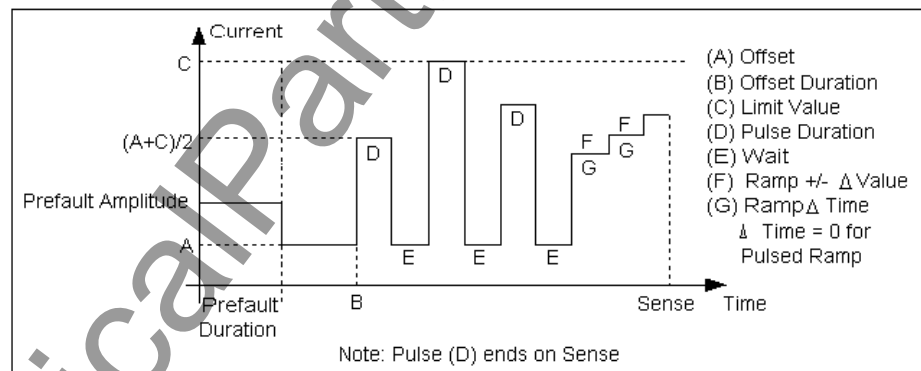 Current
C
(A+C)/2
Prefault Amplitude
A
D
D
D
E
E
E
F
F
G
G
Prefault
Duration
B
Sense
Time
(A) Offset
(B) Offset Duration
(C) Limit Value
(D) Pulse Duration
(E) Wait
(F) Ramp +/- Δ Value
(G) Ramp Δ Time
Δ Time = 0 for
Pulsed Ramp
Note: Pulse (D) ends on Sense
icalPart